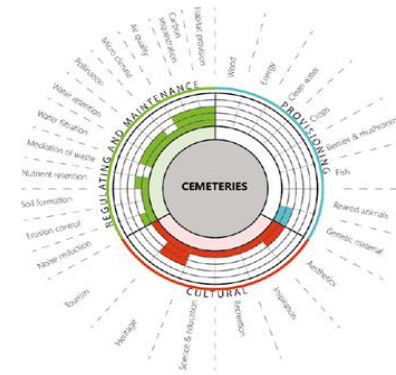 Habitat provision
Carbon
sequestration
Air quality
Micro climate
Pollination
Water retention
Water filtration
Mediation of waste
Nutrient retention
Soil formation
Erosion control
Noise reduction
Tourism
Heritage
Science & education
Recreation
Inspiration
Aesthetics
Genetic material
Reared animals
Fish
Berries & mushrooms
Crops
Clean water
Energy
Wood
REGULATING AND MAINTENANCE
PROVISIONING
CULTURAL
CEMETERIES